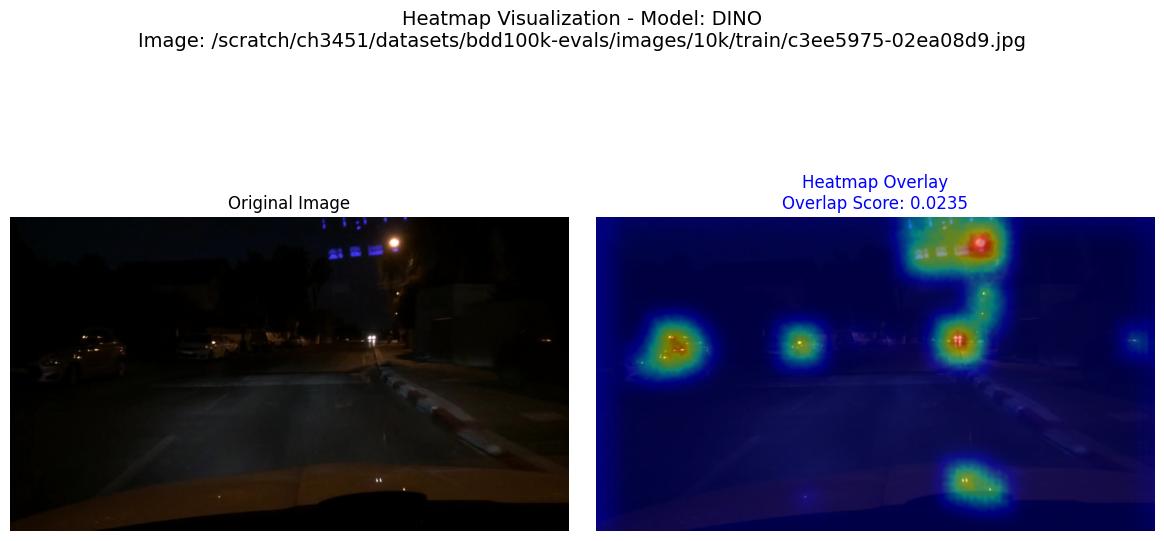 Heatmap Visualization - Model: DINO
Image: /scratch/ch3451/datasets/bdd100k-evals/images/10k/train/c3ee5975-02ea08d9.jpg
Original Image
Heatmap Overlay
Overlap Score: 0.0235